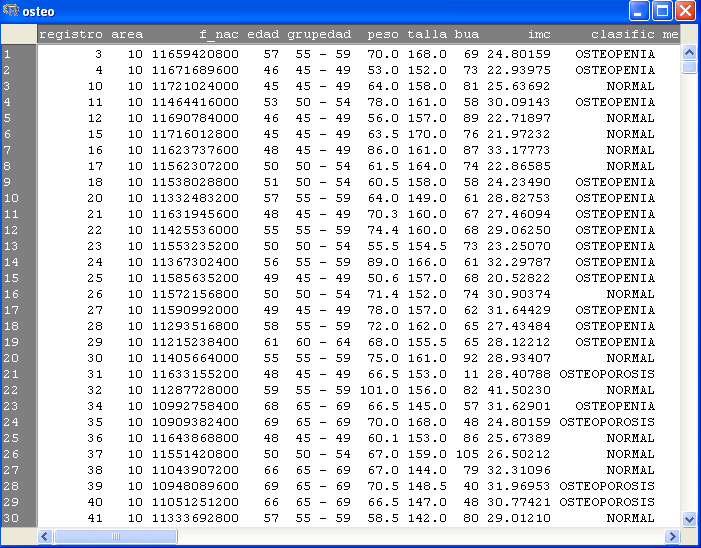 osteo
registro area f_nac edad grupedad peso talla bua imc clasific me
1 3 10 11659420800 57 55 - 59 70.0 168.0 69 24.80159 OSTEOPENIA
2 4 10 11671689600 46 45 - 49 53.0 152.0 73 22.93975 OSTEOPENIA
3 10 10 11721024000 45 45 - 49 64.0 158.0 81 25.63692 NORMAL
4 11 10 11464416000 53 50 - 54 78.0 161.0 58 30.09143 OSTEOPENIA
5 12 10 11690784000 46 45 - 49 56.0 157.0 89 22.71897 NORMAL
6 15 10 11716012800 45 45 - 49 63.5 170.0 76 21.97232 NORMAL
7 16 10 11623737600 48 45 - 49 86.0 161.0 87 33.17773 NORMAL
8 17 10 11562307200 50 50 - 54 61.5 164.0 74 22.86585 NORMAL
9 18 10 11538028800 51 50 - 54 60.5 158.0 58 24.23490 OSTEOPENIA
10 20 10 11332483200 57 55 - 59 64.0 149.0 61 28.82753 OSTEOPENIA
11 21 10 11631945600 48 45 - 49 70.3 160.0 67 27.46094 OSTEOPENIA
12 22 10 11425536000 55 55 - 59 74.4 160.0 68 29.06250 OSTEOPENIA
13 23 10 11553235200 50 50 - 54 55.5 154.5 73 23.25070 OSTEOPENIA
14 24 10 11367302400 56 55 - 59 89.0 166.0 61 32.29787 OSTEOPENIA
15 25 10 11585635200 49 45 - 49 50.6 157.0 68 20.52822 OSTEOPENIA
16 26 10 11572156800 50 50 - 54 71.4 152.0 74 30.90374 NORMAL
17 27 10 11590992000 49 45 - 49 78.0 157.0 62 31.64429 OSTEOPENIA
18 28 10 11293516800 58 55 - 59 72.0 162.0 65 27.43484 OSTEOPENIA
19 29 10 11215238400 61 60 - 64 68.0 155.5 65 28.12212 OSTEOPENIA
20 30 10 11405664000 55 55 - 59 75.0 161.0 92 28.93407 NORMAL
21 31 10 11633155200 48 45 - 49 66.5 153.0 11 28.40788 OSTEOPOROSIS
22 32 10 11287728000 59 55 - 59 101.0 156.0 82 41.50230 NORMAL
23 34 10 10992758400 68 65 - 69 66.5 145.0 57 31.62901 OSTEOPENIA
24 35 10 10909382400 69 65 - 69 70.0 168.0 48 24.80159 OSTEOPOROSIS
25 36 10 11643868800 48 45 - 49 60.1 153.0 86 25.67389 NORMAL
26 37 10 11551420800 50 50 - 54 67.0 159.0 105 26.50212 NORMAL
27 38 10 11043907200 66 65 - 69 67.0 144.0 79 32.31096 NORMAL
28 39 10 10948089600 69 65 - 69 70.5 148.5 40 31.96953 OSTEOPOROSIS
29 40 10 11051251200 66 65 - 69 66.5 147.0 48 30.77421 OSTEOPOROSIS
30 41 10 11333692800 57 55 - 59 58.5 142.0 80 29.01210 NORMAL